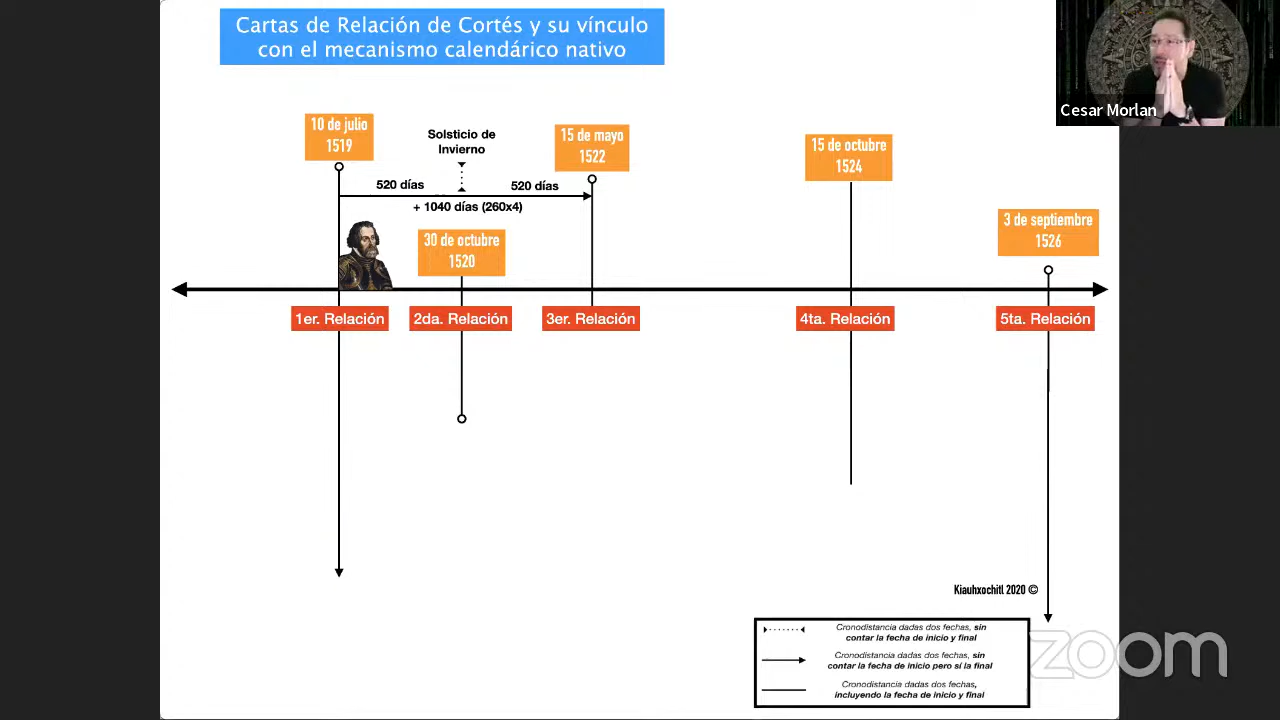 Cartas de Relación de Cortés y su vínculo
con el mecanismo calendárico nativo
Cesar Morlan
10 de julio
1519
Solsticio de
Invierno
15 de mayo
1522
15 de octubre
1524
520 días
520 días
+ 1040 días (260x4)
3 de septiembre
1526
30 de octubre
1520
1er. Relación
2da. Relación
3er. Relación
4ta. Relación
5ta. Relación
Kiauhxochitl 2020 ©
Cronodistancia dadas dos fechas, sin
contar la fecha de inicio y final
Cronodistancia dadas dos fechas, sin
contar la fecha de inicio pero sí la final
Cronodistancia dadas dos fechas,
incluyendo la fecha de inicio y final
zoom